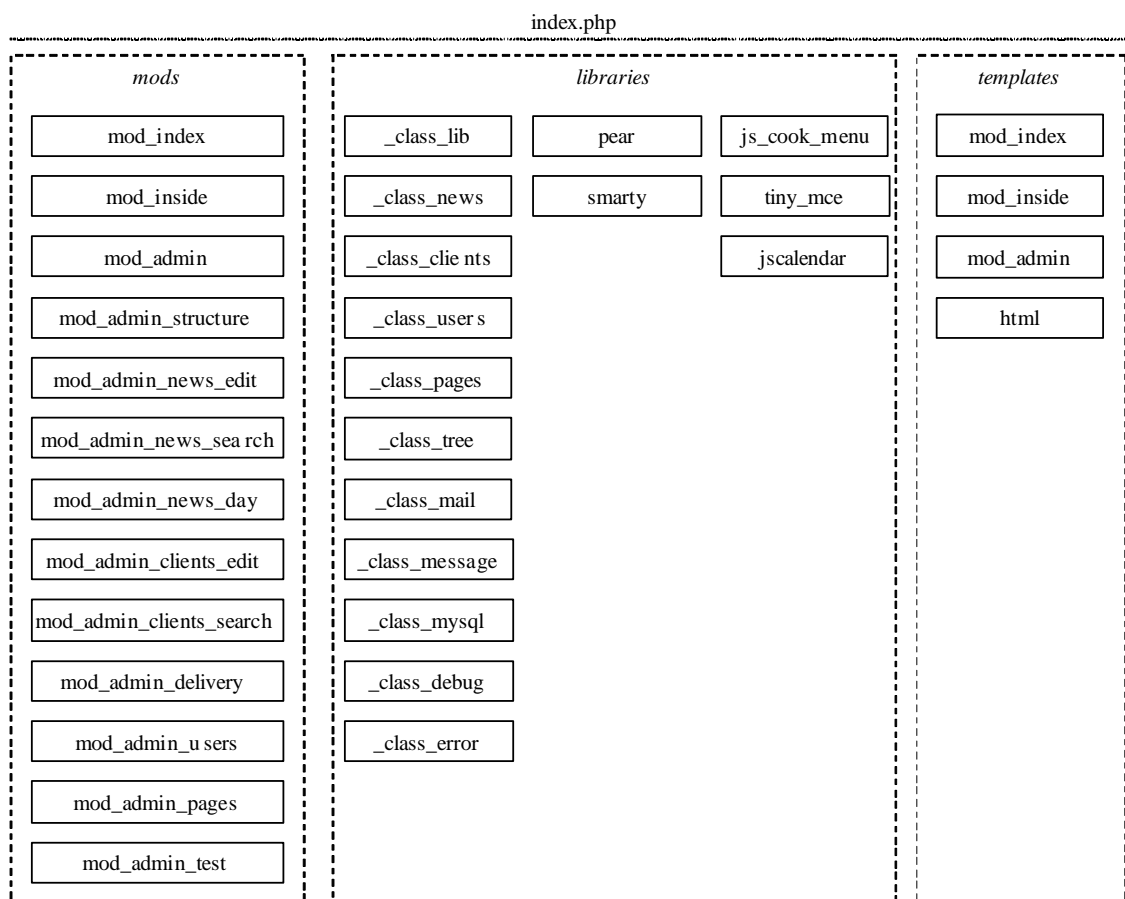 index.php
mods
mod_index
mod_inside
mod_admin
mod_admin_structure
mod_admin_news_edit
mod_admin_news_sea rch
mod_admin_news_day
mod_admin_clients_edit
mod_admin_clients_search
mod_admin_delivery
mod_admin_u sers
mod_admin_pages
mod_admin_test
libraries
_class_lib
_class_news
_class_clie nts
_class_user s
_class_pages
_class_tree
_class_mail
_class_message
_class_mysql
_class_debug
_class_error
pear
smarty
js_cook_menu
tiny_mce
jscalendar
templates
mod_index
mod_inside
mod_admin
html